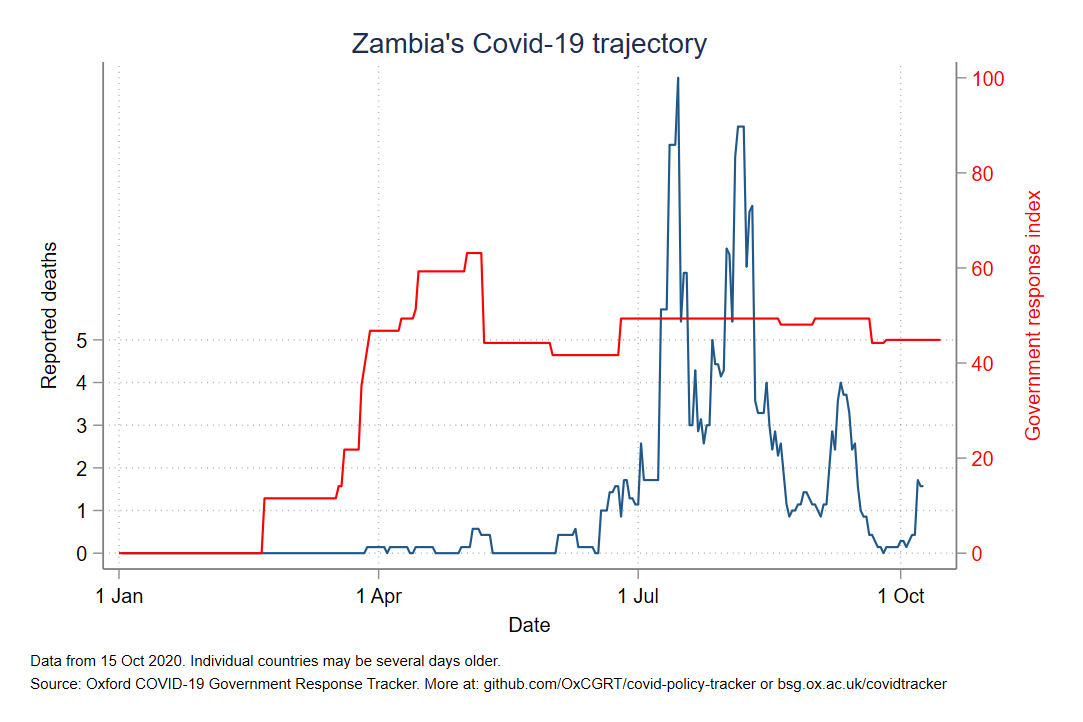 Zambia's Covid-19 trajectory
100
80
60
40
20
0
5
4
3
2
1
0
Reported deaths
Government response index
1 Jan
1 Apr
1 Jul
1 Oct
Date
Data from 15 Oct 2020. Individual countries may be several days older.
Source: Oxford COVID-19 Government Response Tracker. More at: github.com/OxCGRT/covid-policy-tracker or bsg.ox.ac.uk/covidtracker